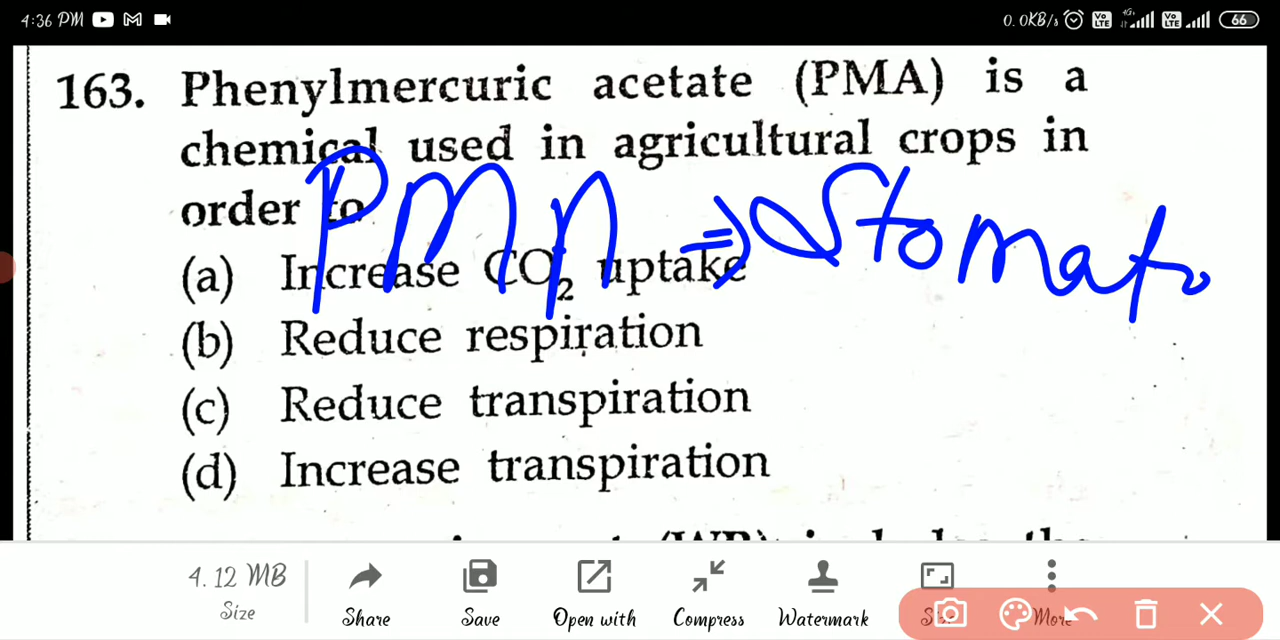 4:36 PM
0.0KB/s 4G 66
163. Phenylmercuric acetate (PMA) is a
chemical used in agricultural crops in
order to
PMA ⇒ Stomata
(a) Increase CO₂ uptake
(b) Reduce respiration
(c) Reduce transpiration
(d) Increase transpiration
4.12 MB
Size
Share
Save
Open with
Compress
Watermark
More